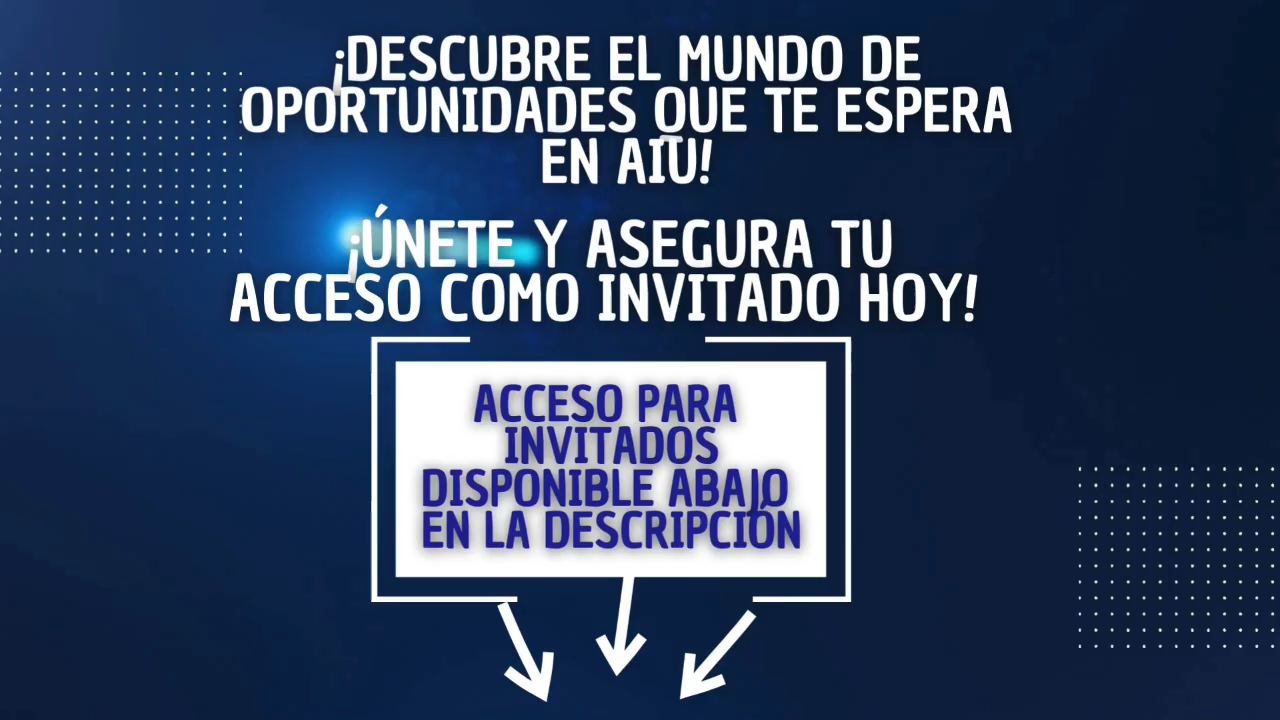 ¡DESCUBRE EL MUNDO DE
OPORTUNIDADES QUE TE ESPERA
EN AIU!
¡ÚNETE Y ASEGURA TU
ACCESO COMO INVITADO HOY!
ACCESO PARA
INVITADOS
DISPONIBLE ABAJO
EN LA DESCRIPCIÓN